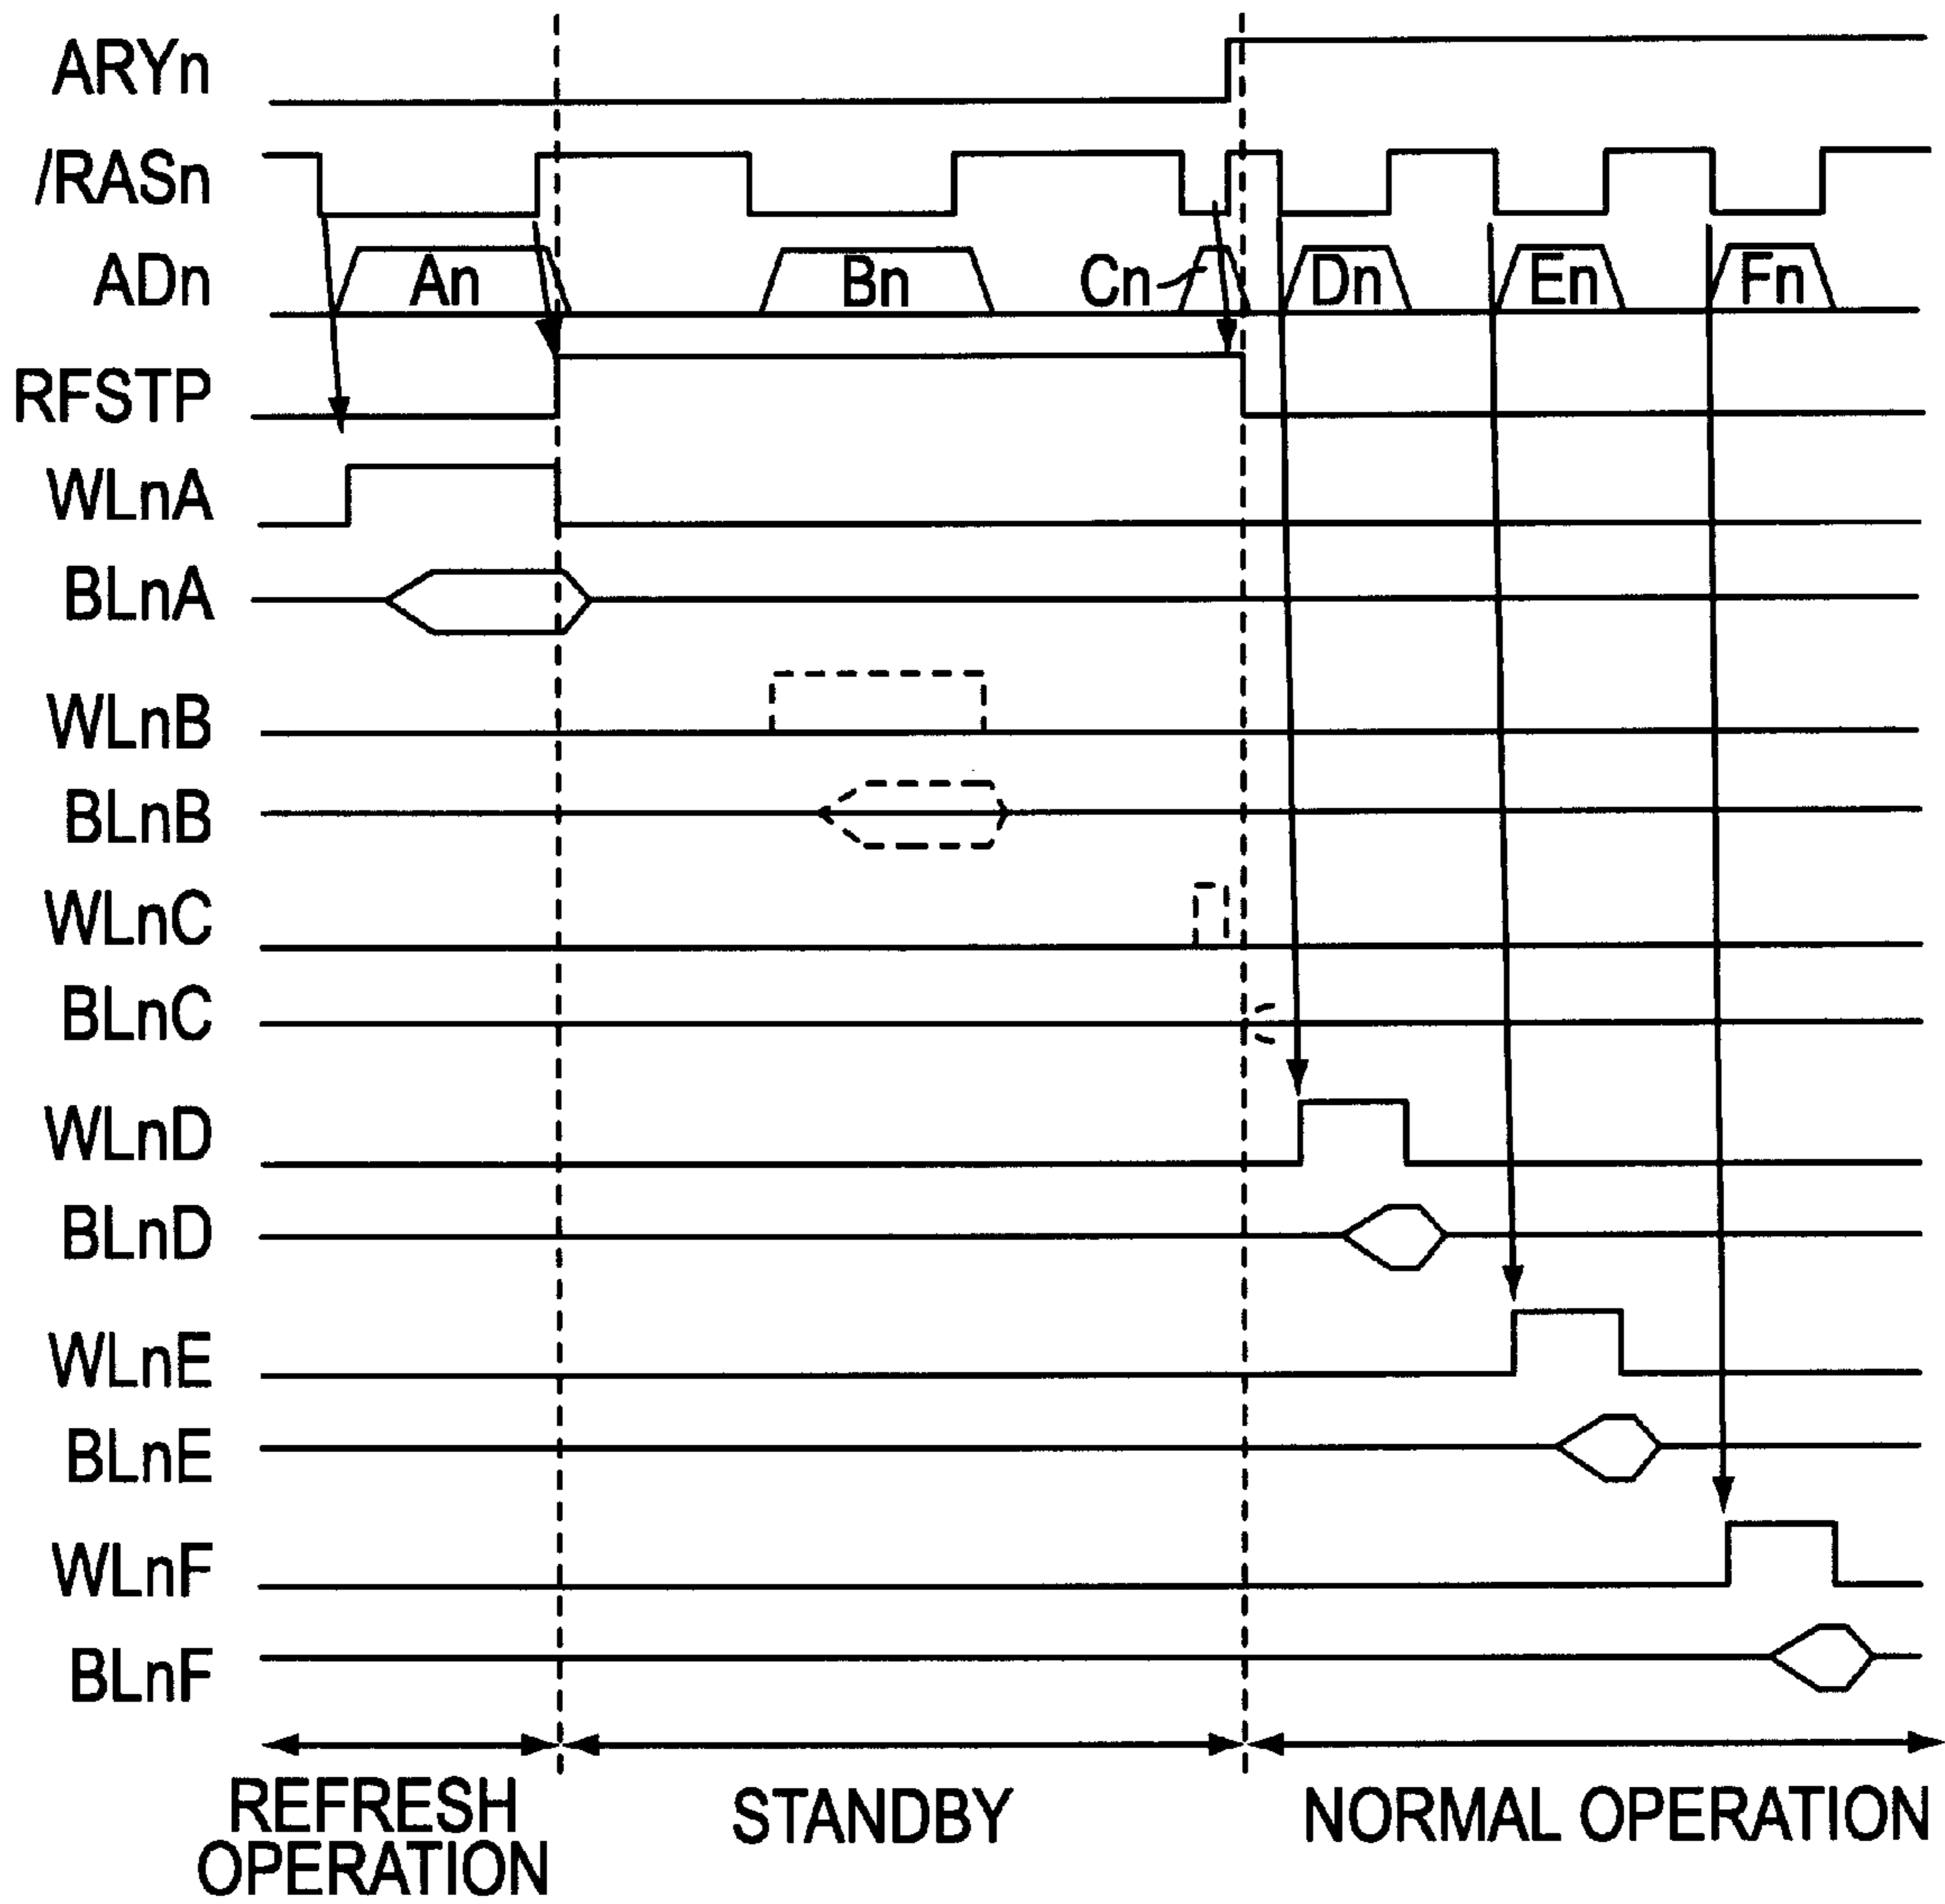 ARYn
/RASn
ADn An Bn Cn Dn En Fn
RFSTP
WLnA
BLnA
WLnB
BLnB
WLnC
BLnC
WLnD
BLnD
WLnE
BLnE
WLnF
BLnF
REFRESH
OPERATION
STANDBY
NORMAL OPERATION